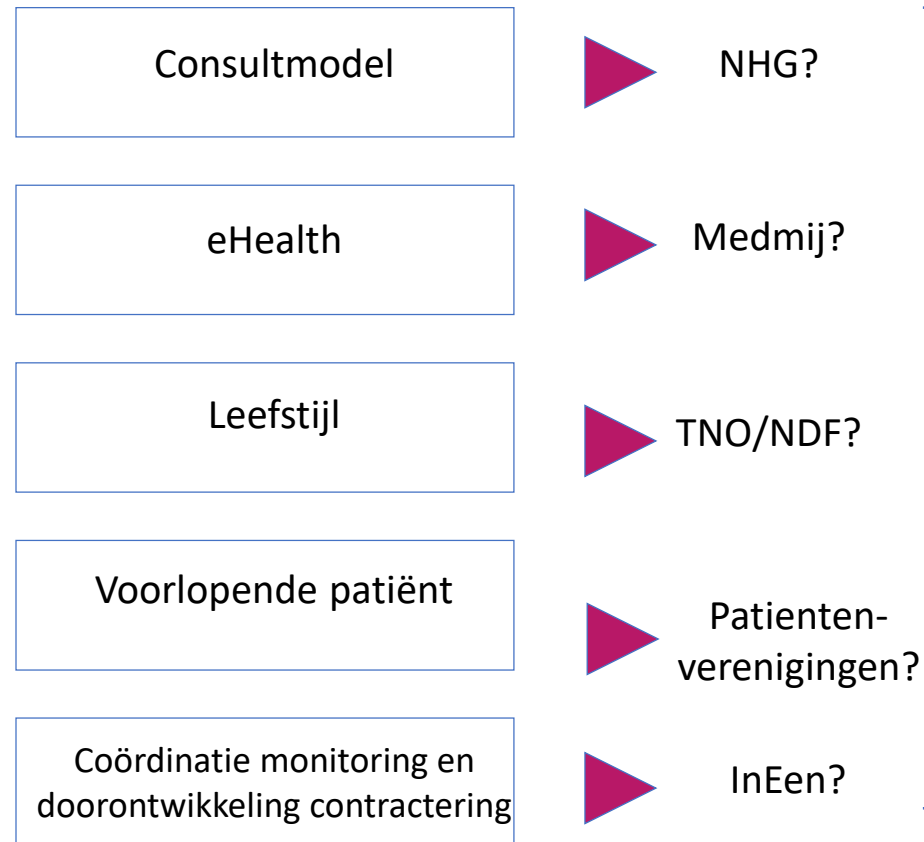 Consultmodel
NHG?
eHealth
Medmij?
Leefstijl
TNO/NDF?
Voorlopende patiënt
Patienten-
verenigingen?
Coördinatie monitoring en
doorontwikkeling contractering
InEen?